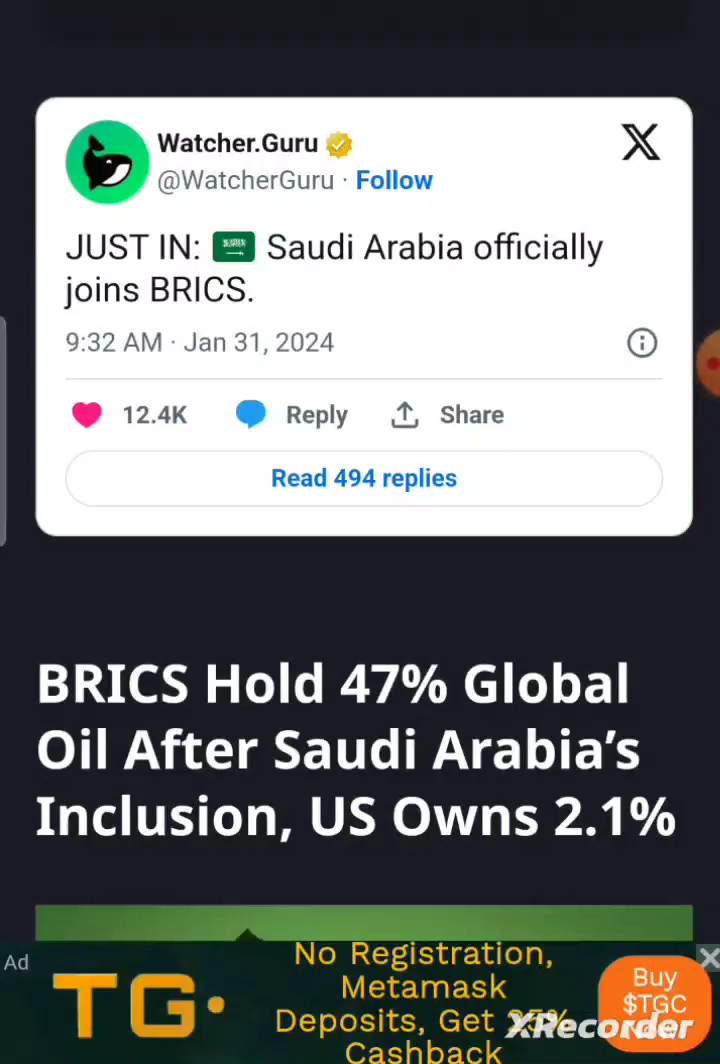 Watcher.Guru
@WatcherGuru · Follow
JUST IN: 🇸🇦 Saudi Arabia officially
joins BRICS.
9:32 AM · Jan 31, 2024
12.4K Reply Share
Read 494 replies
BRICS Hold 47% Global
Oil After Saudi Arabia’s
Inclusion, US Owns 2.1%
Ad
TG
No Registration,
Metamask
Deposits, Get
Cashback
Buy
$TGC
XRecorder